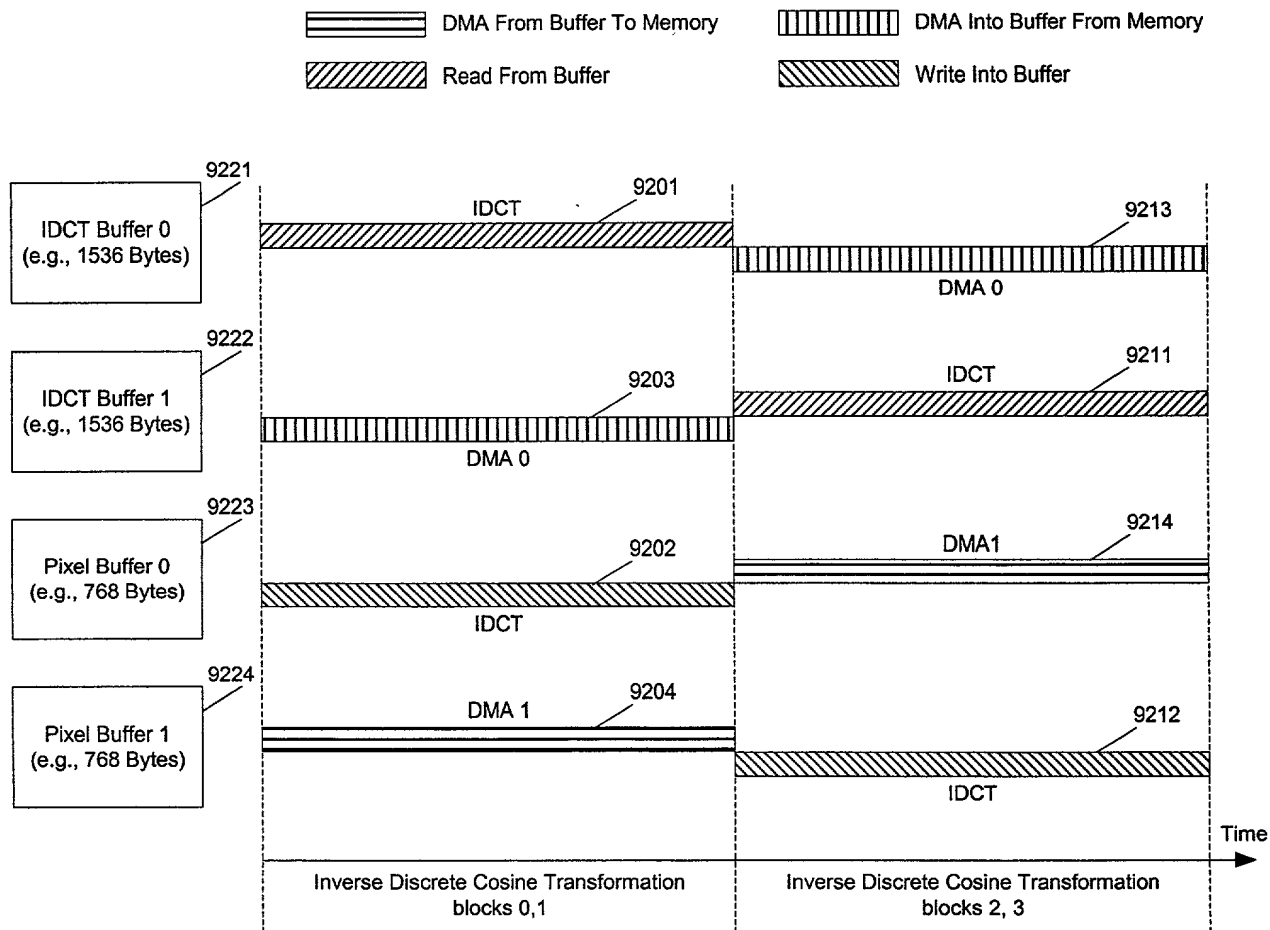 DMA From Buffer To Memory
DMA Into Buffer From Memory
Read From Buffer
Write Into Buffer
9221
IDCT Buffer 0
(e.g., 1536 Bytes)
IDCT
9201
9213
DMA 0
9222
IDCT Buffer 1
(e.g., 1536 Bytes)
9203
DMA 0
IDCT
9211
9223
Pixel Buffer 0
(e.g., 768 Bytes)
9202
IDCT
DMA1
9214
9224
Pixel Buffer 1
(e.g., 768 Bytes)
DMA 1
9204
9212
IDCT
Time
Inverse Discrete Cosine Transformation
blocks 0,1
Inverse Discrete Cosine Transformation
blocks 2, 3